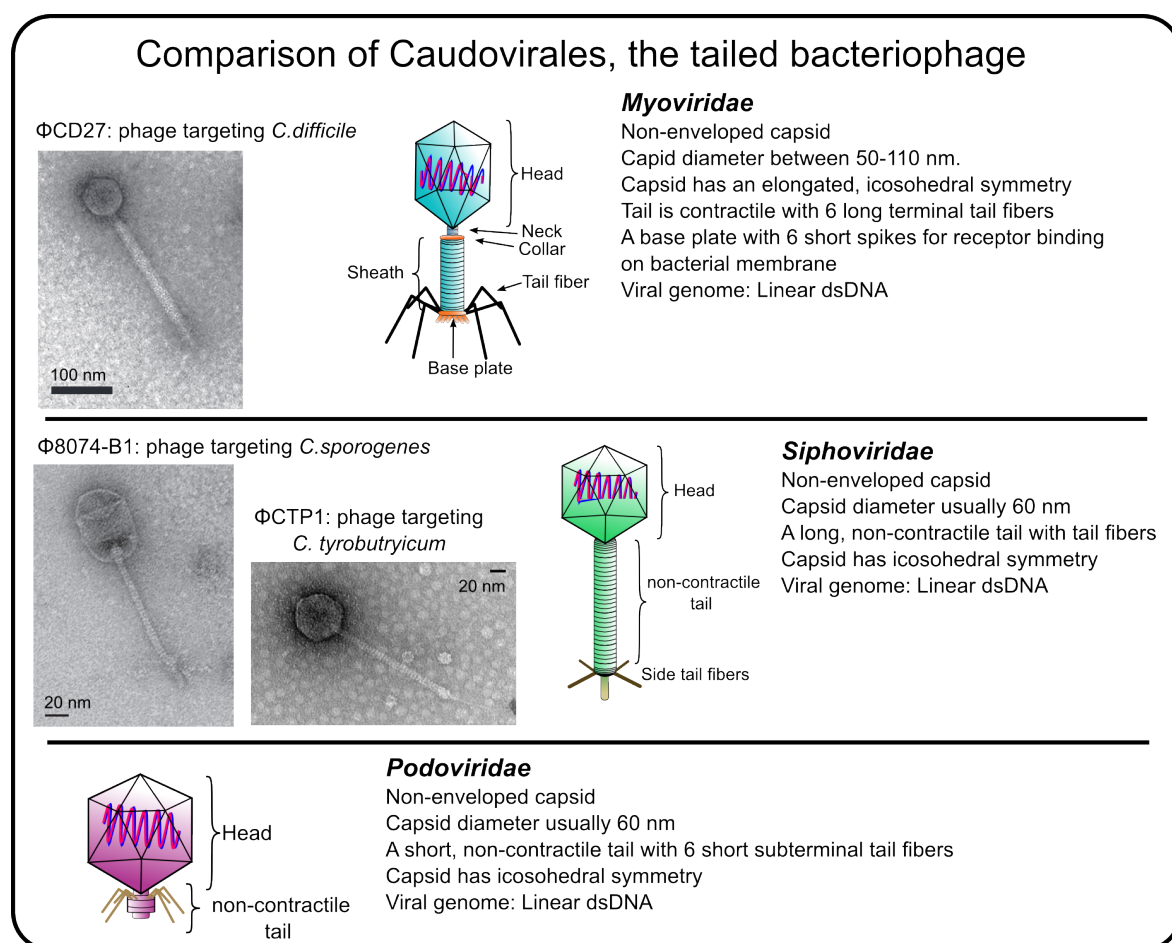 Comparison of Caudovirales, the tailed bacteriophage
ΦCD27: phage targeting C.difficile
100 nm
Head
Neck
Collar
Sheath
Tail fiber
Base plate
Myoviridae
Non-enveloped capsid
Capid diameter between 50-110 nm.
Capsid has an elongated, icosohedral symmetry
Tail is contractile with 6 long terminal tail fibers
A base plate with 6 short spikes for receptor binding
on bacterial membrane
Viral genome: Linear dsDNA
Φ8074-B1: phage targeting C.sporogenes
20 nm
ΦCTP1: phage targeting
C. tyrobutryicum
20 nm
Head
non-contractile
tail
Side tail fibers
Siphoviridae
Non-enveloped capsid
Capsid diameter usually 60 nm
A long, non-contractile tail with tail fibers
Capsid has icosohedral symmetry
Viral genome: Linear dsDNA
Head
non-contractile
tail
Podoviridae
Non-enveloped capsid
Capsid diameter usually 60 nm
A short, non-contractile tail with 6 short subterminal tail fibers
Capsid has icosohedral symmetry
Viral genome: Linear dsDNA